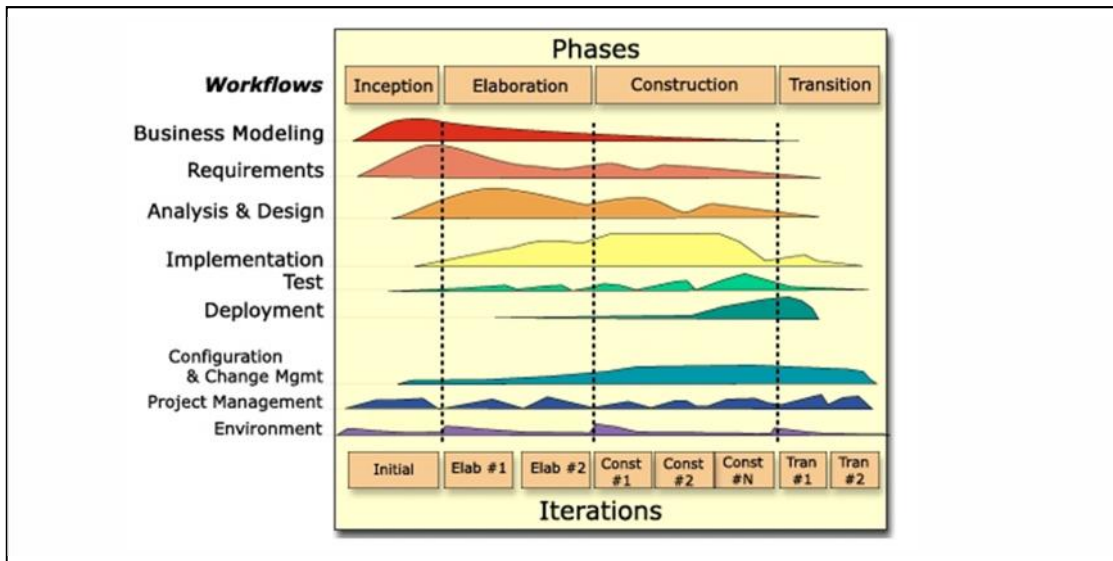 Phases
Workflows
Inception
Elaboration
Construction
Transition
Business Modeling
Requirements
Analysis & Design
Implementation
Test
Deployment
Configuration
& Change Mgmt
Project Management
Environment
Initial
Elab #1
Elab #2
Const
#1
Const
#2
Const
#N
Tran
#1
Tran
#2
Iterations